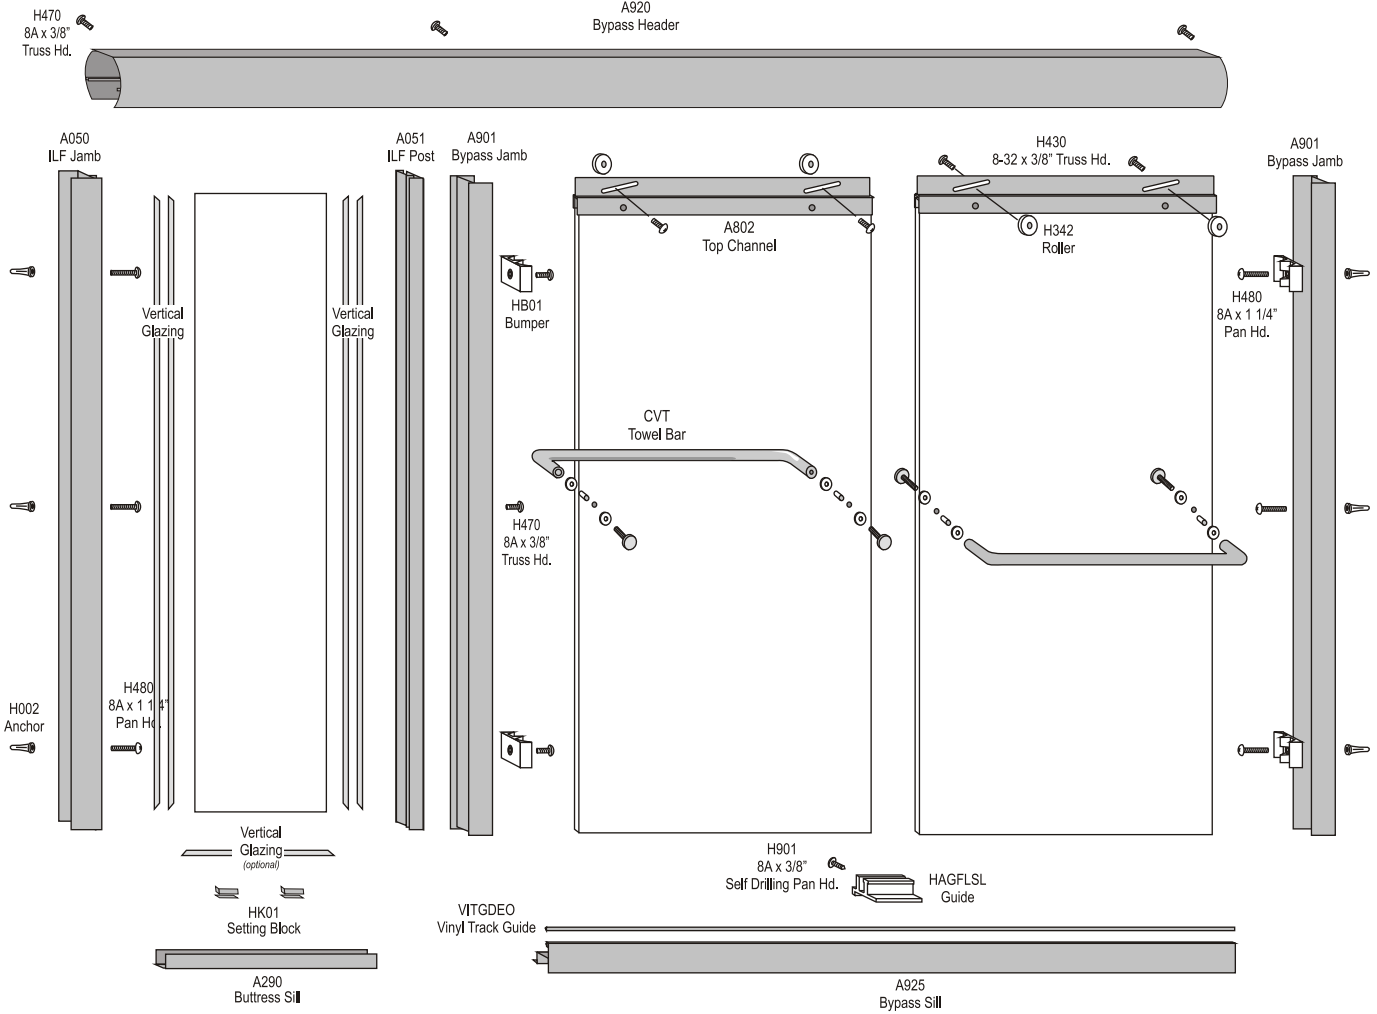 H470
8A x 3/8”
Truss Hd.
A920
Bypass Header
A050
ILF Jamb
A051
ILF Post
A901
Bypass Jamb
H430
8-32 x 3/8” Truss Hd.
A901
Bypass Jamb
A802
Top Channel
H342
Roller
Vertical
Glazing
Vertical
Glazing
HB01
Bumper
H480
8A x 1 1/4”
Pan Hd.
CVT
Towel Bar
H470
8A x 3/8”
Truss Hd.
H002
Anchor
H480
8A x 1 1/4”
Pan Hd.
Vertical
Glazing
(optional)
HK01
Setting Block
A290
Buttress Sill
H901
8A x 3/8”
Self Drilling Pan Hd.
HAGFLSL
Guide
VITGDEO
Vinyl Track Guide
A925
Bypass Sill